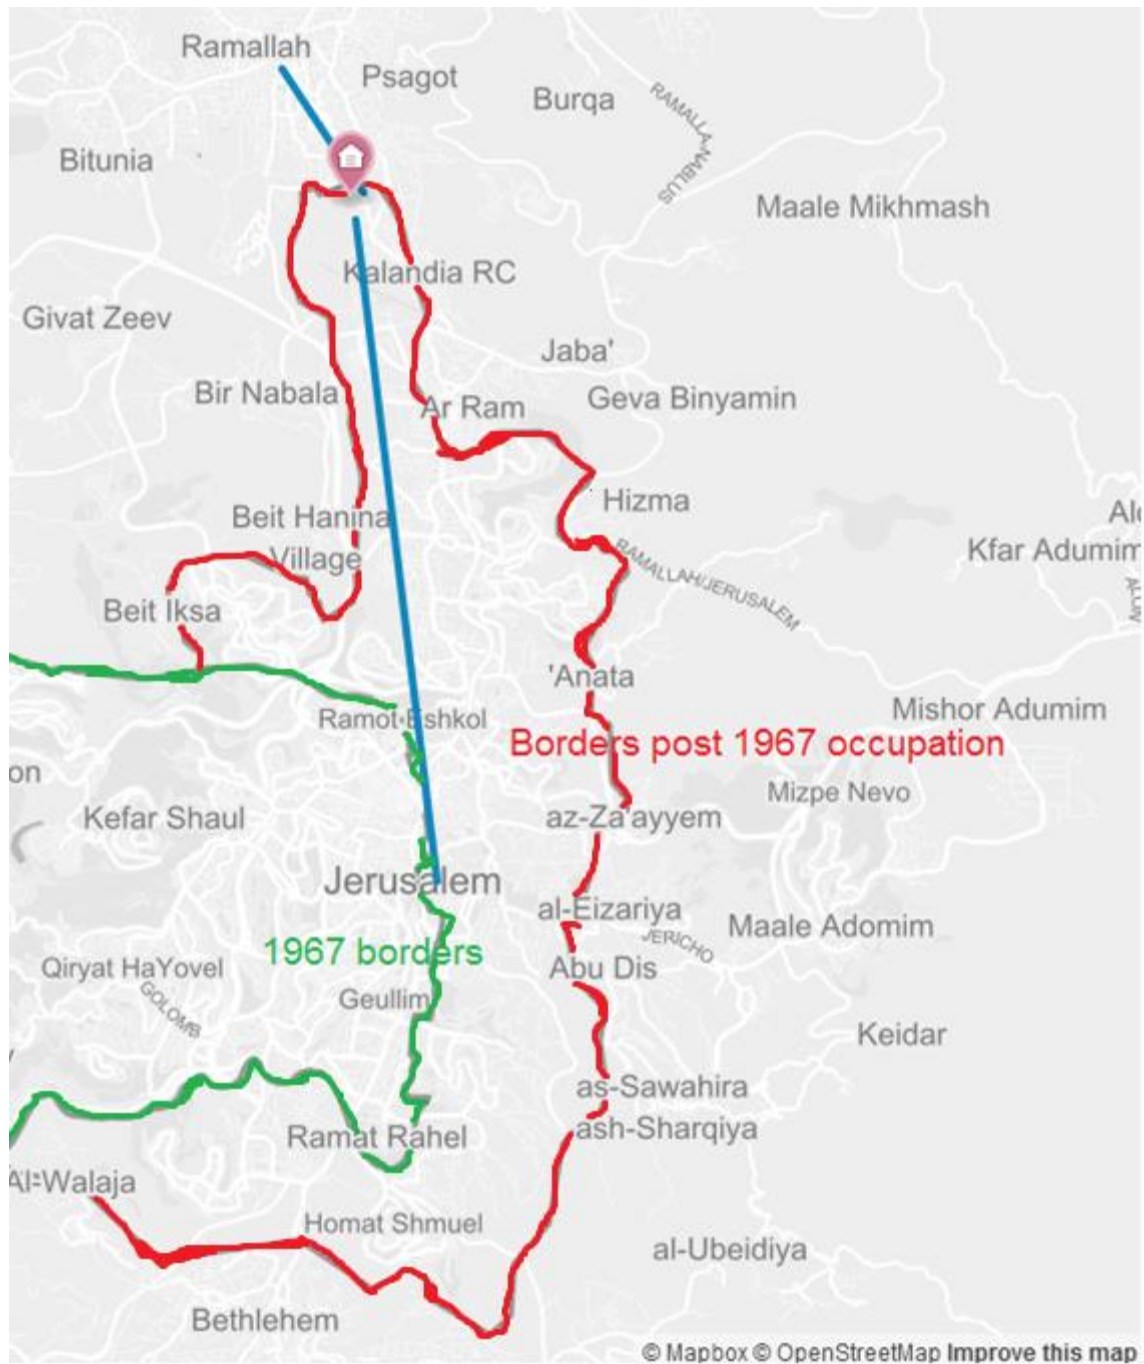 Ramallah
Psagot
Burqa
RAMALLA-NABLUS
Bitunia
Maale Mikhmash
Kalandia RC
Givat Zeev
Jaba'
Bir Nabala
Ar Ram
Geva Binyamin
Hizma
Beit Hanina
Village
Kfar Adumim
RAMALLAH/JERUSALEM
Beit Iksa
'Anata
Mishor Adumim
Ramot Eshkol
Borders post 1967 occupation
on
Mizpe Nevo
Kefar Shaul
az-Za'ayyem
Jerusalem
al-Eizariya
Maale Adomim
JERICHO
1967 borders
Qiryat HaYovel
Abu Dis
GOLOMB
Geullim
Keidar
as-Sawahira
ash-Sharqiya
Ramat Rahel
Al-Walaja
Homat Shmuel
al-Ubeidiya
Bethlehem
© Mapbox © OpenStreetMap Improve this map